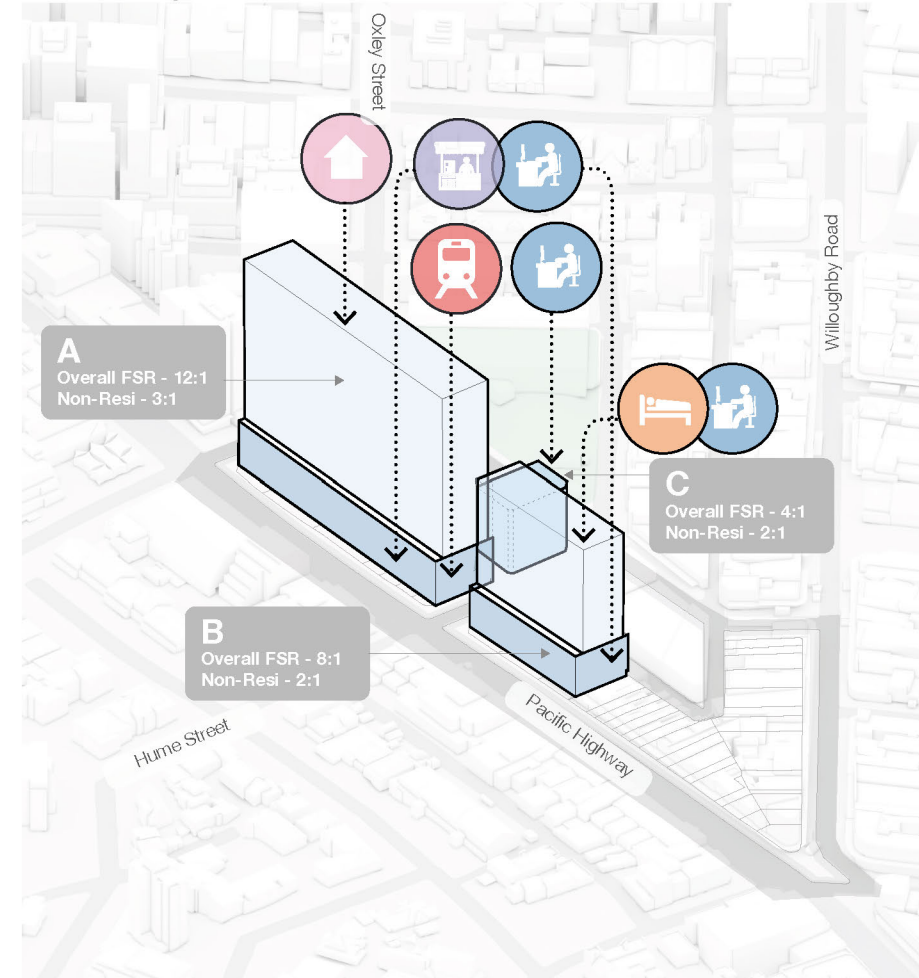 Oxley Street
Willoughby Road
A
Overall FSR - 12:1
Non-Resi - 3:1
C
Overall FSR - 4:1
Non-Resi - 2:1
B
Overall FSR - 8:1
Non-Resi - 2:1
Hume Street
Pacific Highway